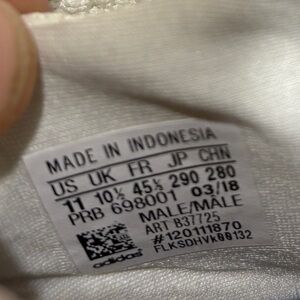 MADE IN INDONESIA
US UK FR JP CHN
11 10½ 45⅓ 290 280
PRB 698001 03/18
MALE/MALE
ART B37725
#120111870
adidas FLKSDHVk00132